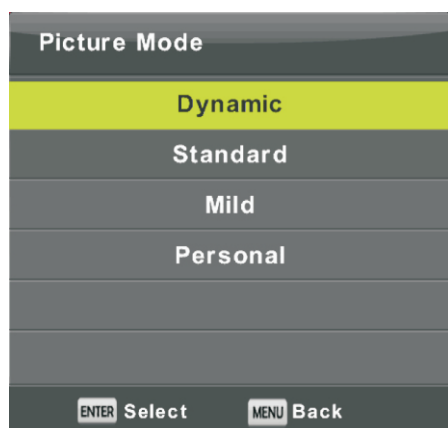 Picture Mode
Dynamic
Standard
Mild
Personal
ENTER Select MENU Back